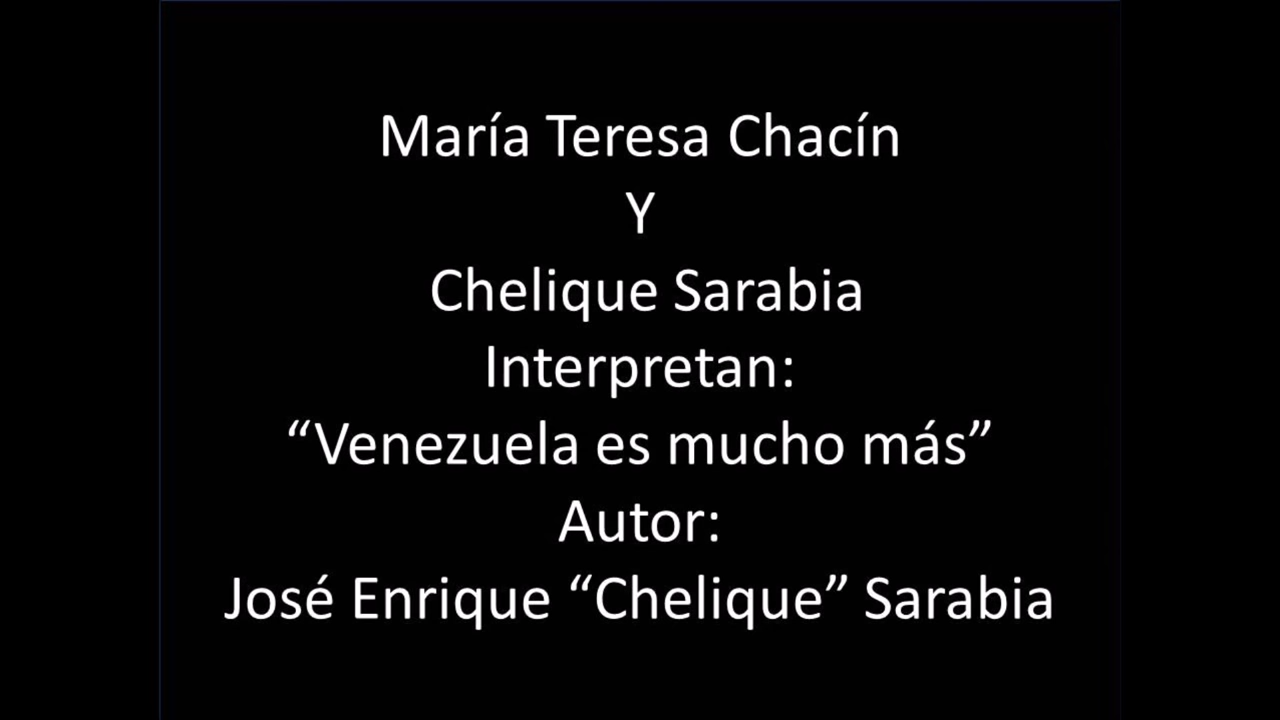 María Teresa Chacín
Y
Chelique Sarabia
Interpretan:
“Venezuela es mucho más”
Autor:
José Enrique “Chelique” Sarabia